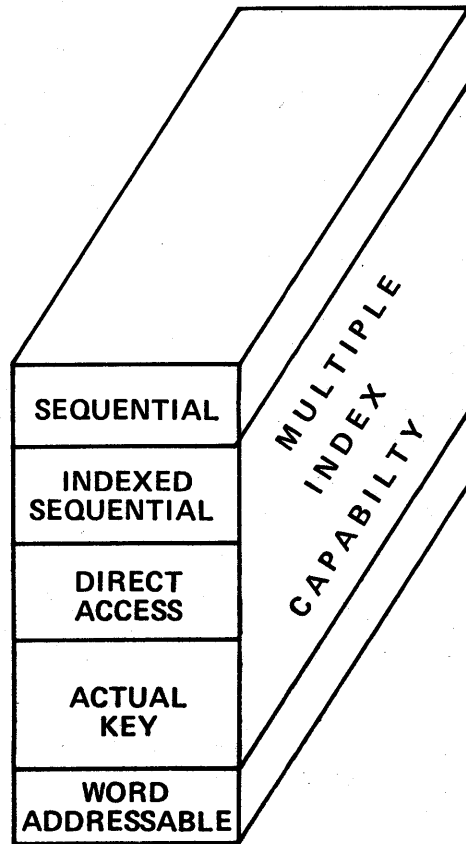 SEQUENTIAL
INDEXED
SEQUENTIAL
DIRECT
ACCESS
ACTUAL
KEY
WORD
ADDRESSABLE
MULTIPLE
INDEX
CAPABILTY